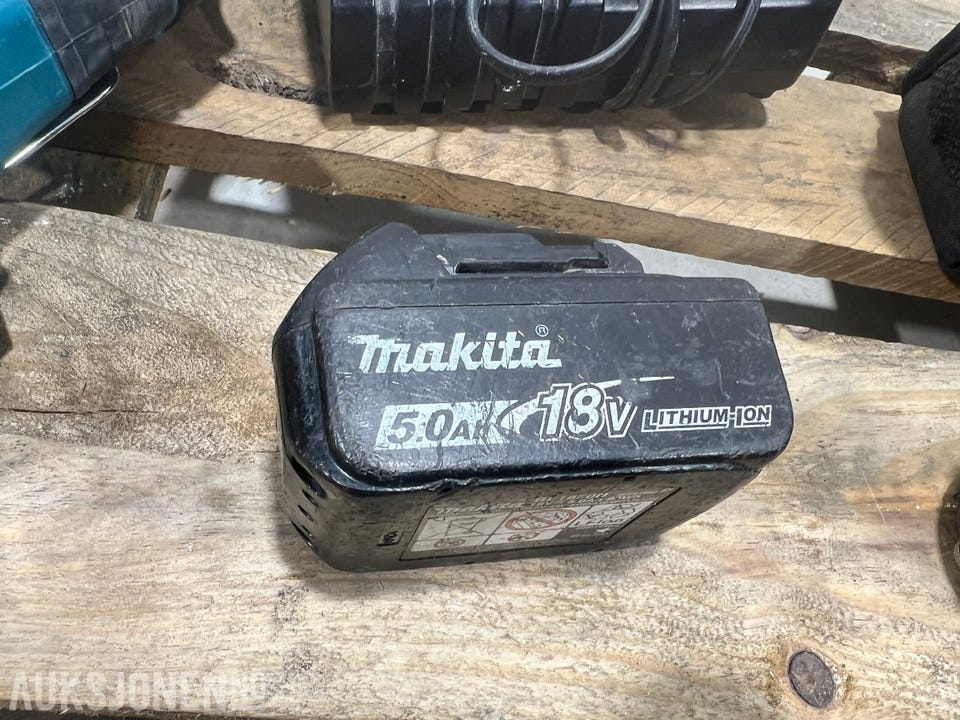 makita®
5.0Ah 18V LITHIUM-ION
AUKSJONEN.NO